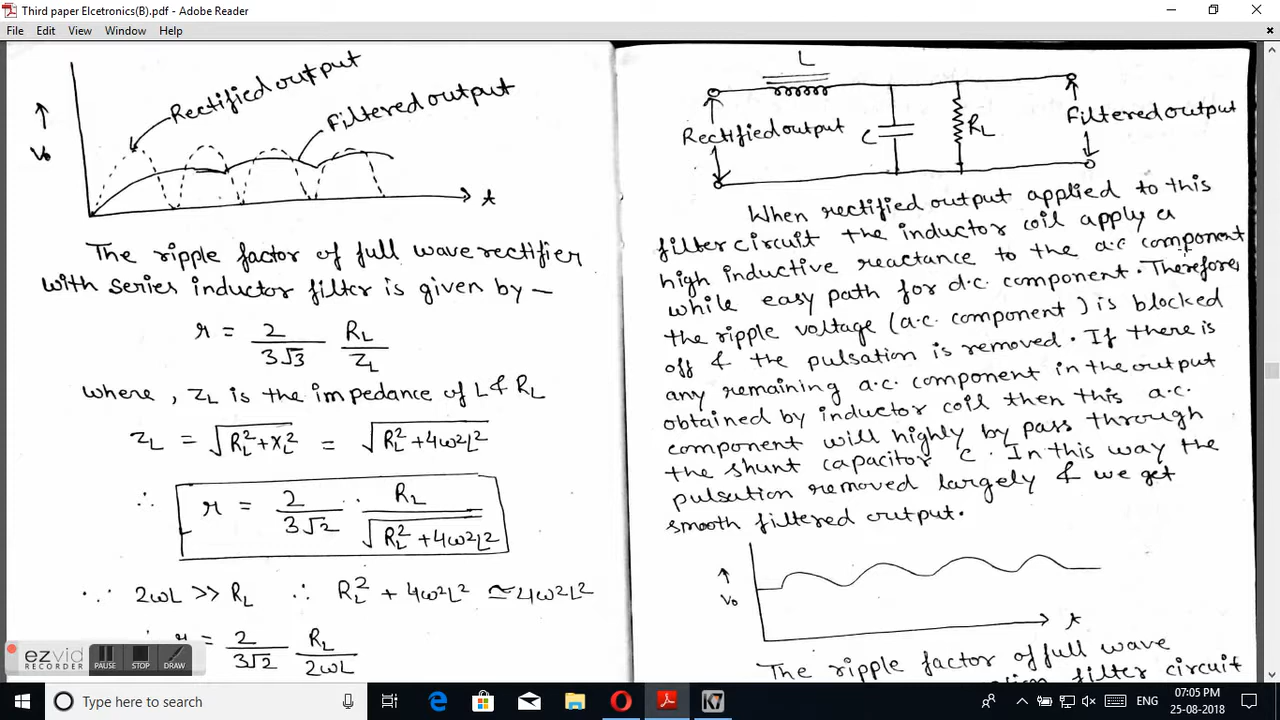 Third paper Elcetronics(B).pdf - Adobe Reader
File Edit View Window Help
Rectified output
Filtered output
↑
Vo
t
The ripple factor of full wave rectifier
with series inductor filter is given by –
r = 2/3√3 RL/ZL
where, ZL is the impedance of L & RL
ZL = √RL²+XL² = √RL²+4ω²L²
∴ r = 2/3√2 · RL/√RL²+4ω²L²
∵ 2ωL >> RL ∴ RL² + 4ω²L² ≃ 4ω²L²
∴ r = 2/3√2 RL/2ωL
L
Rectified output
C
RL
Filtered output
When rectified output applied to this
filter circuit the inductor coil apply a
high inductive reactance to the a.c component
while easy path for d.c. component. Therefore,
the ripple voltage (a.c. component) is blocked
off & the pulsation is removed. If there is
any remaining a.c. component in the output
obtained by inductor coil then this a.c.
component will highly by pass through
the shunt capacitor C. In this way the
pulsation removed largely & we get
smooth filtered output.
↑
Vo
t
The ripple factor of full wave
filter circuit
ezvid
RECORDER
PAUSE
STOP
DRAW
Type here to search
ENG
07:05 PM
25-08-2018